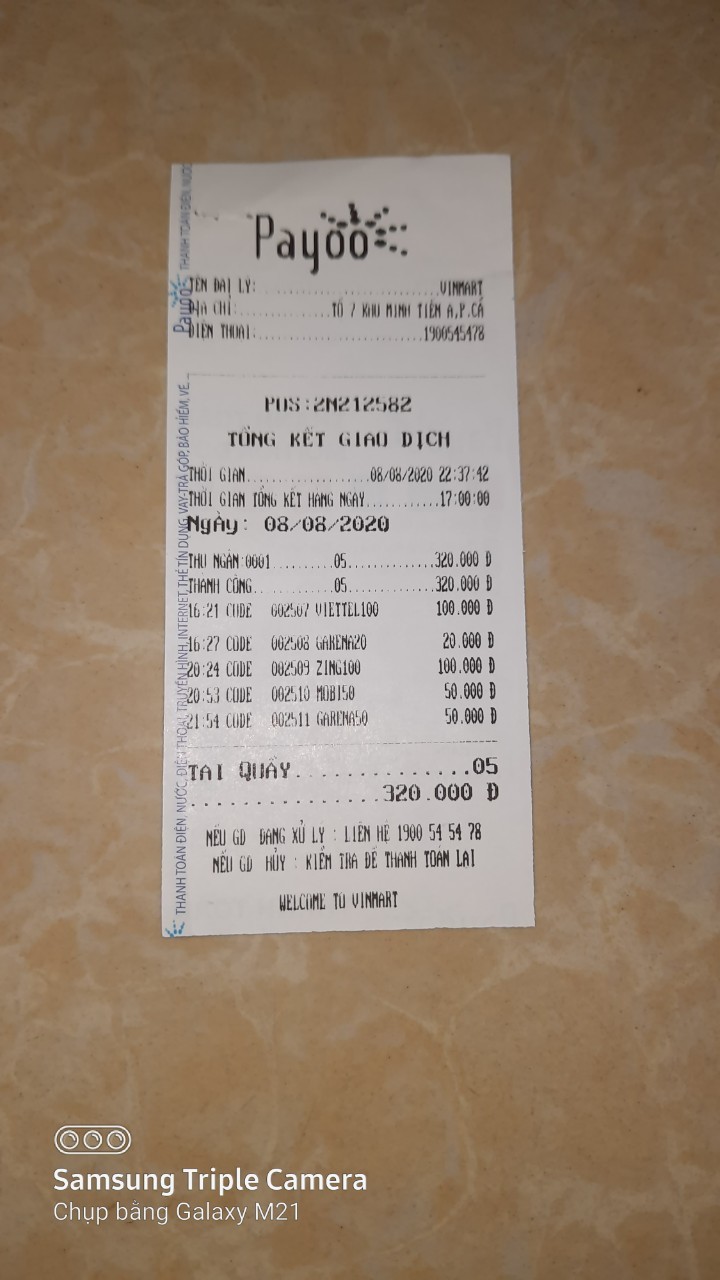 Payoo
TÊN ĐẠI LÝ:..............................VINMART
ĐỊA CHỈ:..............TỔ 7 KHU MINH TIẾN A,P.CẨ
ĐIỆN THOẠI:.........................1900545478
POS:2N212582
TỔNG KẾT GIAO DỊCH
THỜI GIAN....................08/08/2020 22:37:42
THỜI GIAN TỔNG KẾT HÀNG NGÀY............17:00:00
Ngày: 08/08/2020
THU NGÂN:0001..........05..............320.000 Đ
THÀNH CÔNG.............05..............320.000 Đ
16:21 CODE 002507 VIETTEL100 100.000 Đ
16:27 CODE 002508 GARENA20 20.000 Đ
20:24 CODE 002509 ZING100 100.000 Đ
20:53 CODE 002510 MOBI50 50.000 Đ
21:54 CODE 002511 GARENA50 50.000 Đ
TẠI QUẦY...............05
................320.000 Đ
NẾU GD ĐANG XỬ LÝ : LIÊN HỆ 1900 54 54 78
NẾU GD HỦY : KIỂM TRA ĐỂ THANH TOÁN LẠI
WELCOME TO VINMART
THANH TOÁN ĐIỆN, NƯỚC, ĐIỆN THOẠI, TRUYỀN HÌNH, INTERNET, THẺ TÍN DỤNG, VAY-TRẢ GÓP, BẢO HIỂM, VÉ...
Payoo
THANH TOÁN ĐIỆN, NƯỚC
Samsung Triple Camera
Chụp bằng Galaxy M21